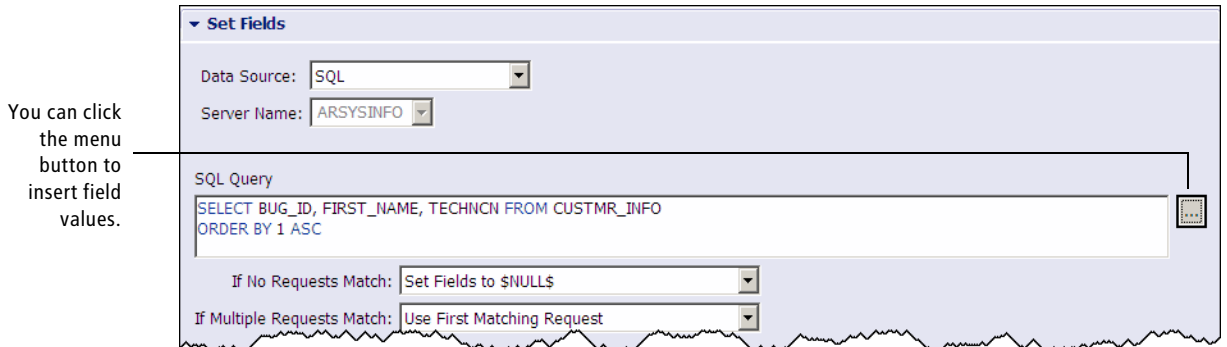 Set Fields
Data Source: SQL
Server Name: ARSYSINFO
You can click
the menu
button to
insert field
values.
SQL Query
SELECT BUG_ID, FIRST_NAME, TECHNCN FROM CUSTMR_INFO
ORDER BY 1 ASC
...
If No Requests Match: Set Fields to $NULL$
If Multiple Requests Match: Use First Matching Request